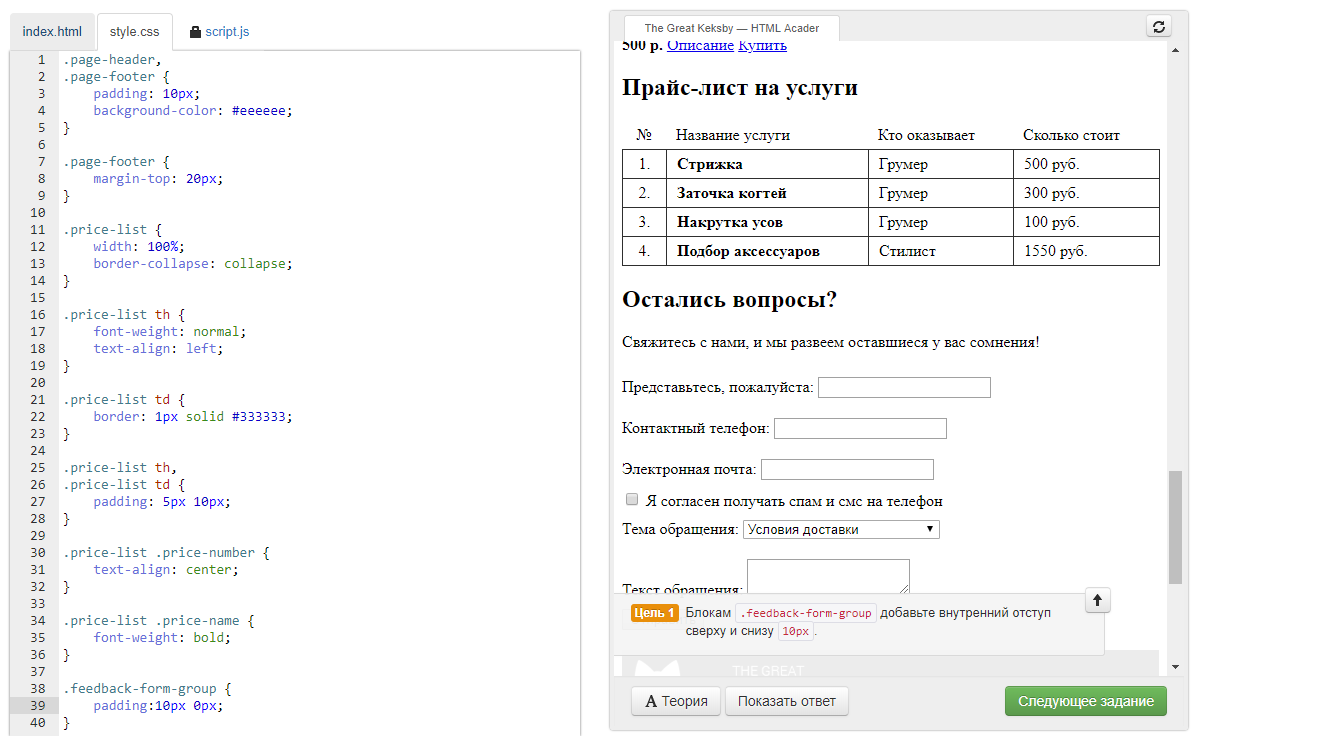 index.html
style.css
script.js
1 .page-header,
2 .page-footer {
3 padding: 10px;
4 background-color: #eeeeee;
5 }
6
7 .page-footer {
8 margin-top: 20px;
9 }
10
11 .price-list {
12 width: 100%;
13 border-collapse: collapse;
14 }
15
16 .price-list th {
17 font-weight: normal;
18 text-align: left;
19 }
20
21 .price-list td {
22 border: 1px solid #333333;
23 }
24
25 .price-list th,
26 .price-list td {
27 padding: 5px 10px;
28 }
29
30 .price-list .price-number {
31 text-align: center;
32 }
33
34 .price-list .price-name {
35 font-weight: bold;
36 }
37
38 .feedback-form-group {
39 padding:10px 0px;
40 }
The Great Keksby — HTML Acader
500 р. Описание Купить
Прайс-лист на услуги
№ Название услуги Кто оказывает Сколько стоит
1. Стрижка Грумер 500 руб.
2. Заточка когтей Грумер 300 руб.
3. Накрутка усов Грумер 100 руб.
4. Подбор аксессуаров Стилист 1550 руб.
Остались вопросы?
Свяжитесь с нами, и мы развеем оставшиеся у вас сомнения!
Представьтесь, пожалуйста:
Контактный телефон:
Электронная почта:
Я согласен получать спам и смс на телефон
Тема обращения: Условия доставки
Текст обращения:
Цель 1 Блокам .feedback-form-group добавьте внутренний отступ
сверху и снизу 10px.
THE GREAT
A Теория
Показать ответ
Следующее задание